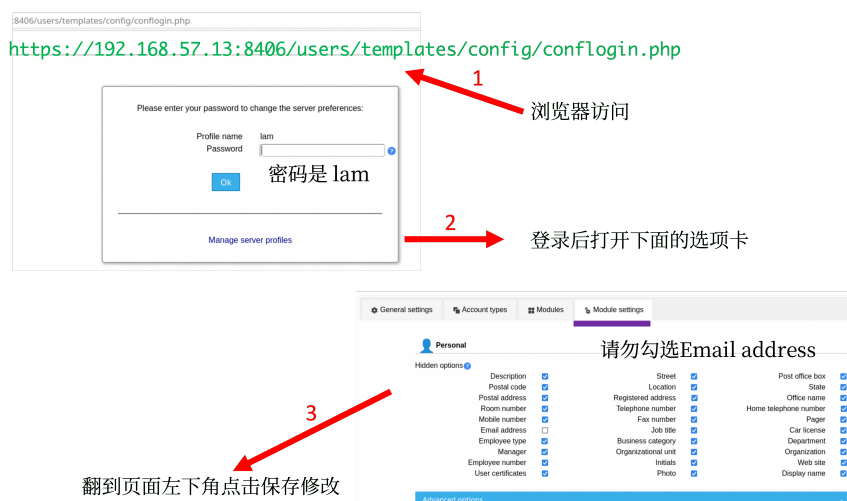 :8406/users/templates/config/conflogin.php
https://192.168.57.13:8406/users/templates/config/conflogin.php
1
浏览器访问
Please enter your password to change the server preferences:
Profile name lam
Password
密码是 lam
Ok
2
登录后打开下面的选项卡
Manage server profiles
General settings Account types Modules Module settings
Personal
请勿勾选Email address
Hidden options
Description Street Post office box
Postal code Location State
Postal address Registered address Office name
Room number Telephone number Home telephone number
Mobile number Fax number Pager
Email address Job title Car license
Employee type Business category Department
Manager Organizational unit Organization
Employee number Initials Web site
User certificates Photo Display name
3
翻到页面左下角点击保存修改
Advanced options